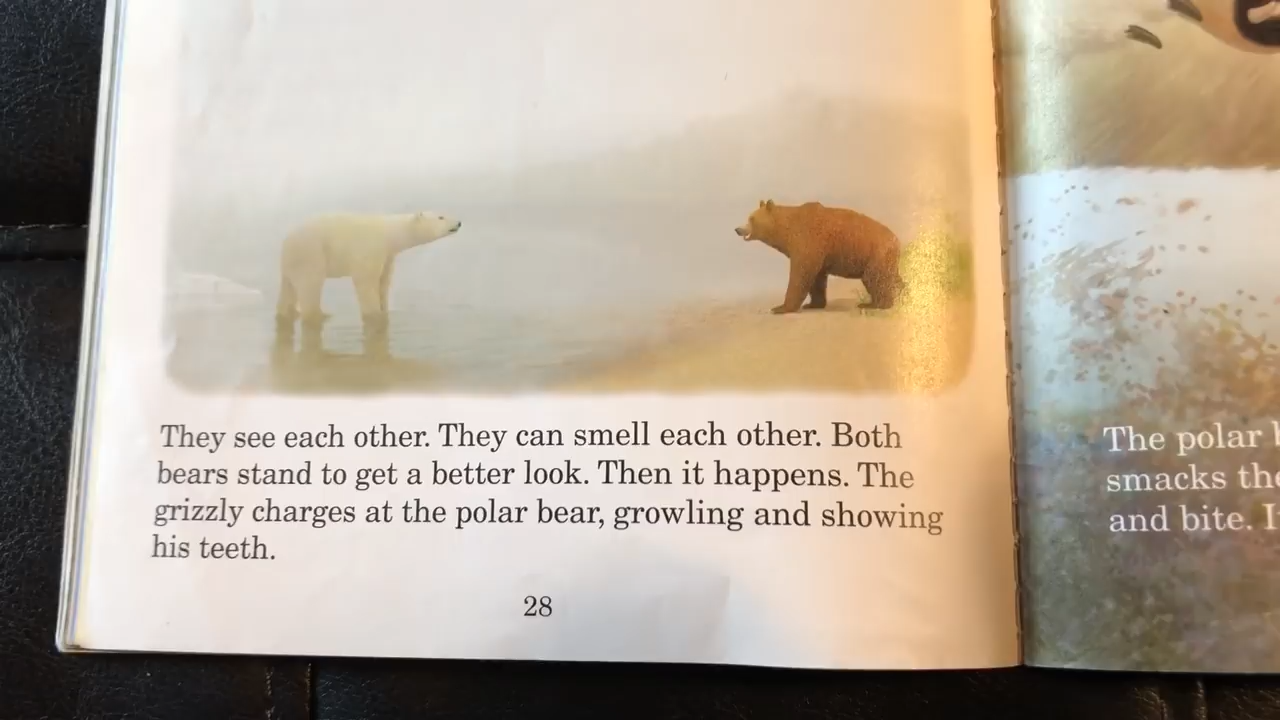 They see each other. They can smell each other. Both
bears stand to get a better look. Then it happens. The
grizzly charges at the polar bear, growling and showing
his teeth.
28
The polar
smacks the
and bite.